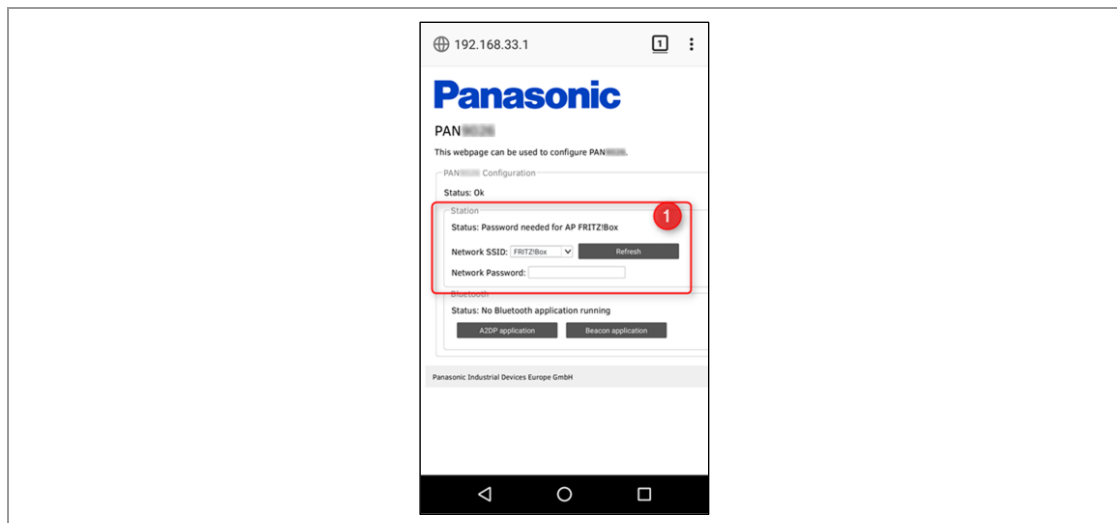 192.168.33.1 1
Panasonic
PAN
This webpage can be used to configure PAN
PAN Configuration
Status: Ok
Station
1
Status: Password needed for AP FRITZ!Box
Network SSID: FRITZ!Box Refresh
Network Password:
Bluetooth
Status: No Bluetooth application running
A2DP application Beacon application
Panasonic Industrial Devices Europe GmbH